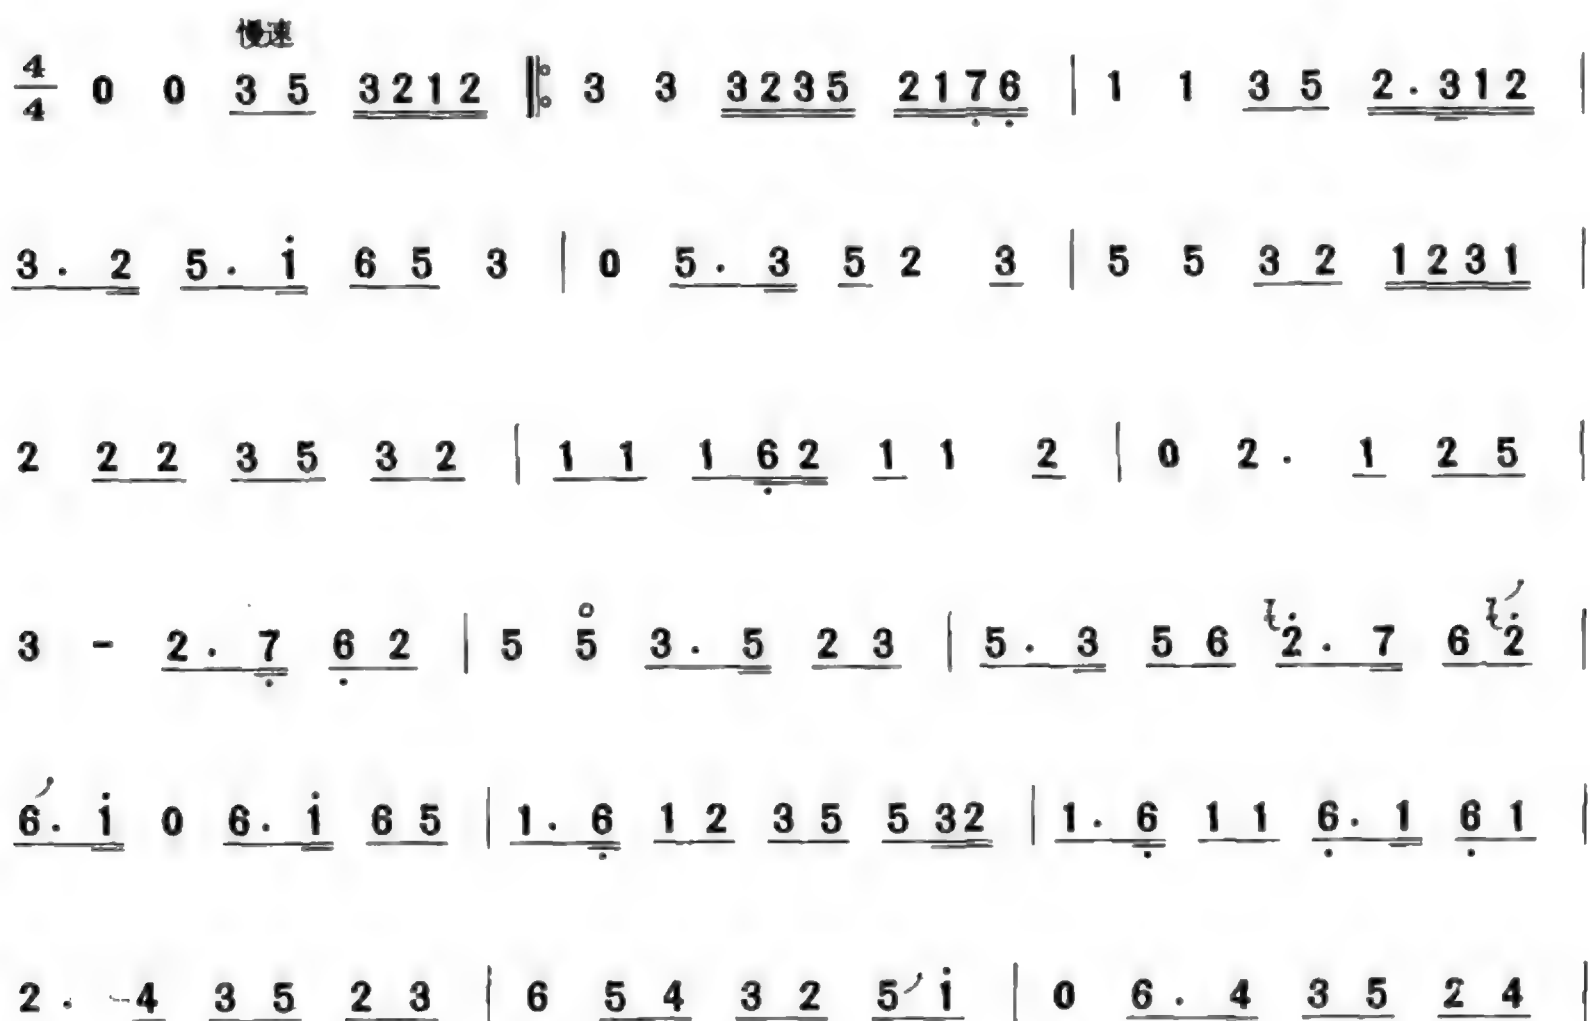 慢速
4/4 0 0 3 5 3212 ‖: 3 3 3235 2176 | 1 1 3 5 2·312 |
3· 2 5· i 6 5 3 | 0 5· 3 5 2 3 | 5 5 3 2 1231 |
2 2 2 3 5 3 2 | 1 1 1 6 2 1 1 2 | 0 2· 1 2 5 |
3 - 2· 7 6 2 | 5 5 3· 5 2 3 | 5· 3 5 6 2· 7 6 2 |
6· i 0 6· i 6 5 | 1· 6 1 2 3 5 5 32 | 1· 6 1 1 6· 1 6 1 |
2· 4 3 5 2 3 | 6 5 4 3 2 5 i | 0 6· 4 3 5 2 4 |